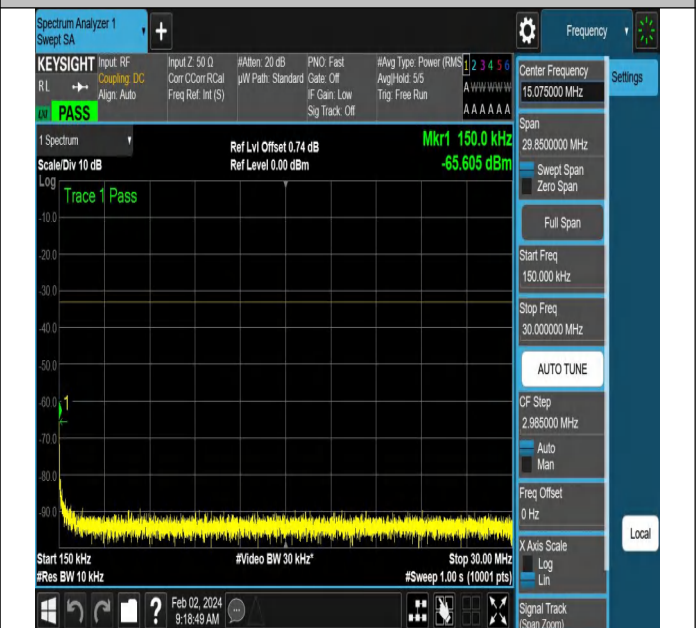 Spectrum Analyzer 1
Swept SA
+
Frequency
KEYSIGHT
RL
PASS
Input: RF
Coupling: DC
Align: Auto
Input Z: 50 Ω
Corr CCorr RCal
Freq Ref: Int (S)
#Atten: 20 dB
µW Path: Standard
PNO: Fast
Gate: Off
IF Gain: Low
Sig Track: Off
#Avg Type: Power (RMS
Avg|Hold: 5/5
Trig: Free Run
1 2 3 4 5 6
A W W W W W
A A A A A A
1 Spectrum
Scale/Div 10 dB
Ref Lvl Offset 0.74 dB
Ref Level 0.00 dBm
Mkr1 150.0 kHz
-65.605 dBm
Log
Trace 1 Pass
-10.0
-20.0
-30.0
-40.0
-50.0
-60.0
1
-70.0
-80.0
-90.0
Start 150 kHz
#Video BW 30 kHz*
Stop 30.00 MHz
#Res BW 10 kHz
#Sweep 1.00 s (10001 pts)
?
Feb 02, 2024
9:18:49 AM
Center Frequency
15.075000 MHz
Settings
Span
29.8500000 MHz
Swept Span
Zero Span
Full Span
Start Freq
150.000 kHz
Stop Freq
30.000000 MHz
AUTO TUNE
CF Step
2.985000 MHz
Auto
Man
Freq Offset
0 Hz
Local
X Axis Scale
Log
Lin
Signal Track
(Span Zoom)